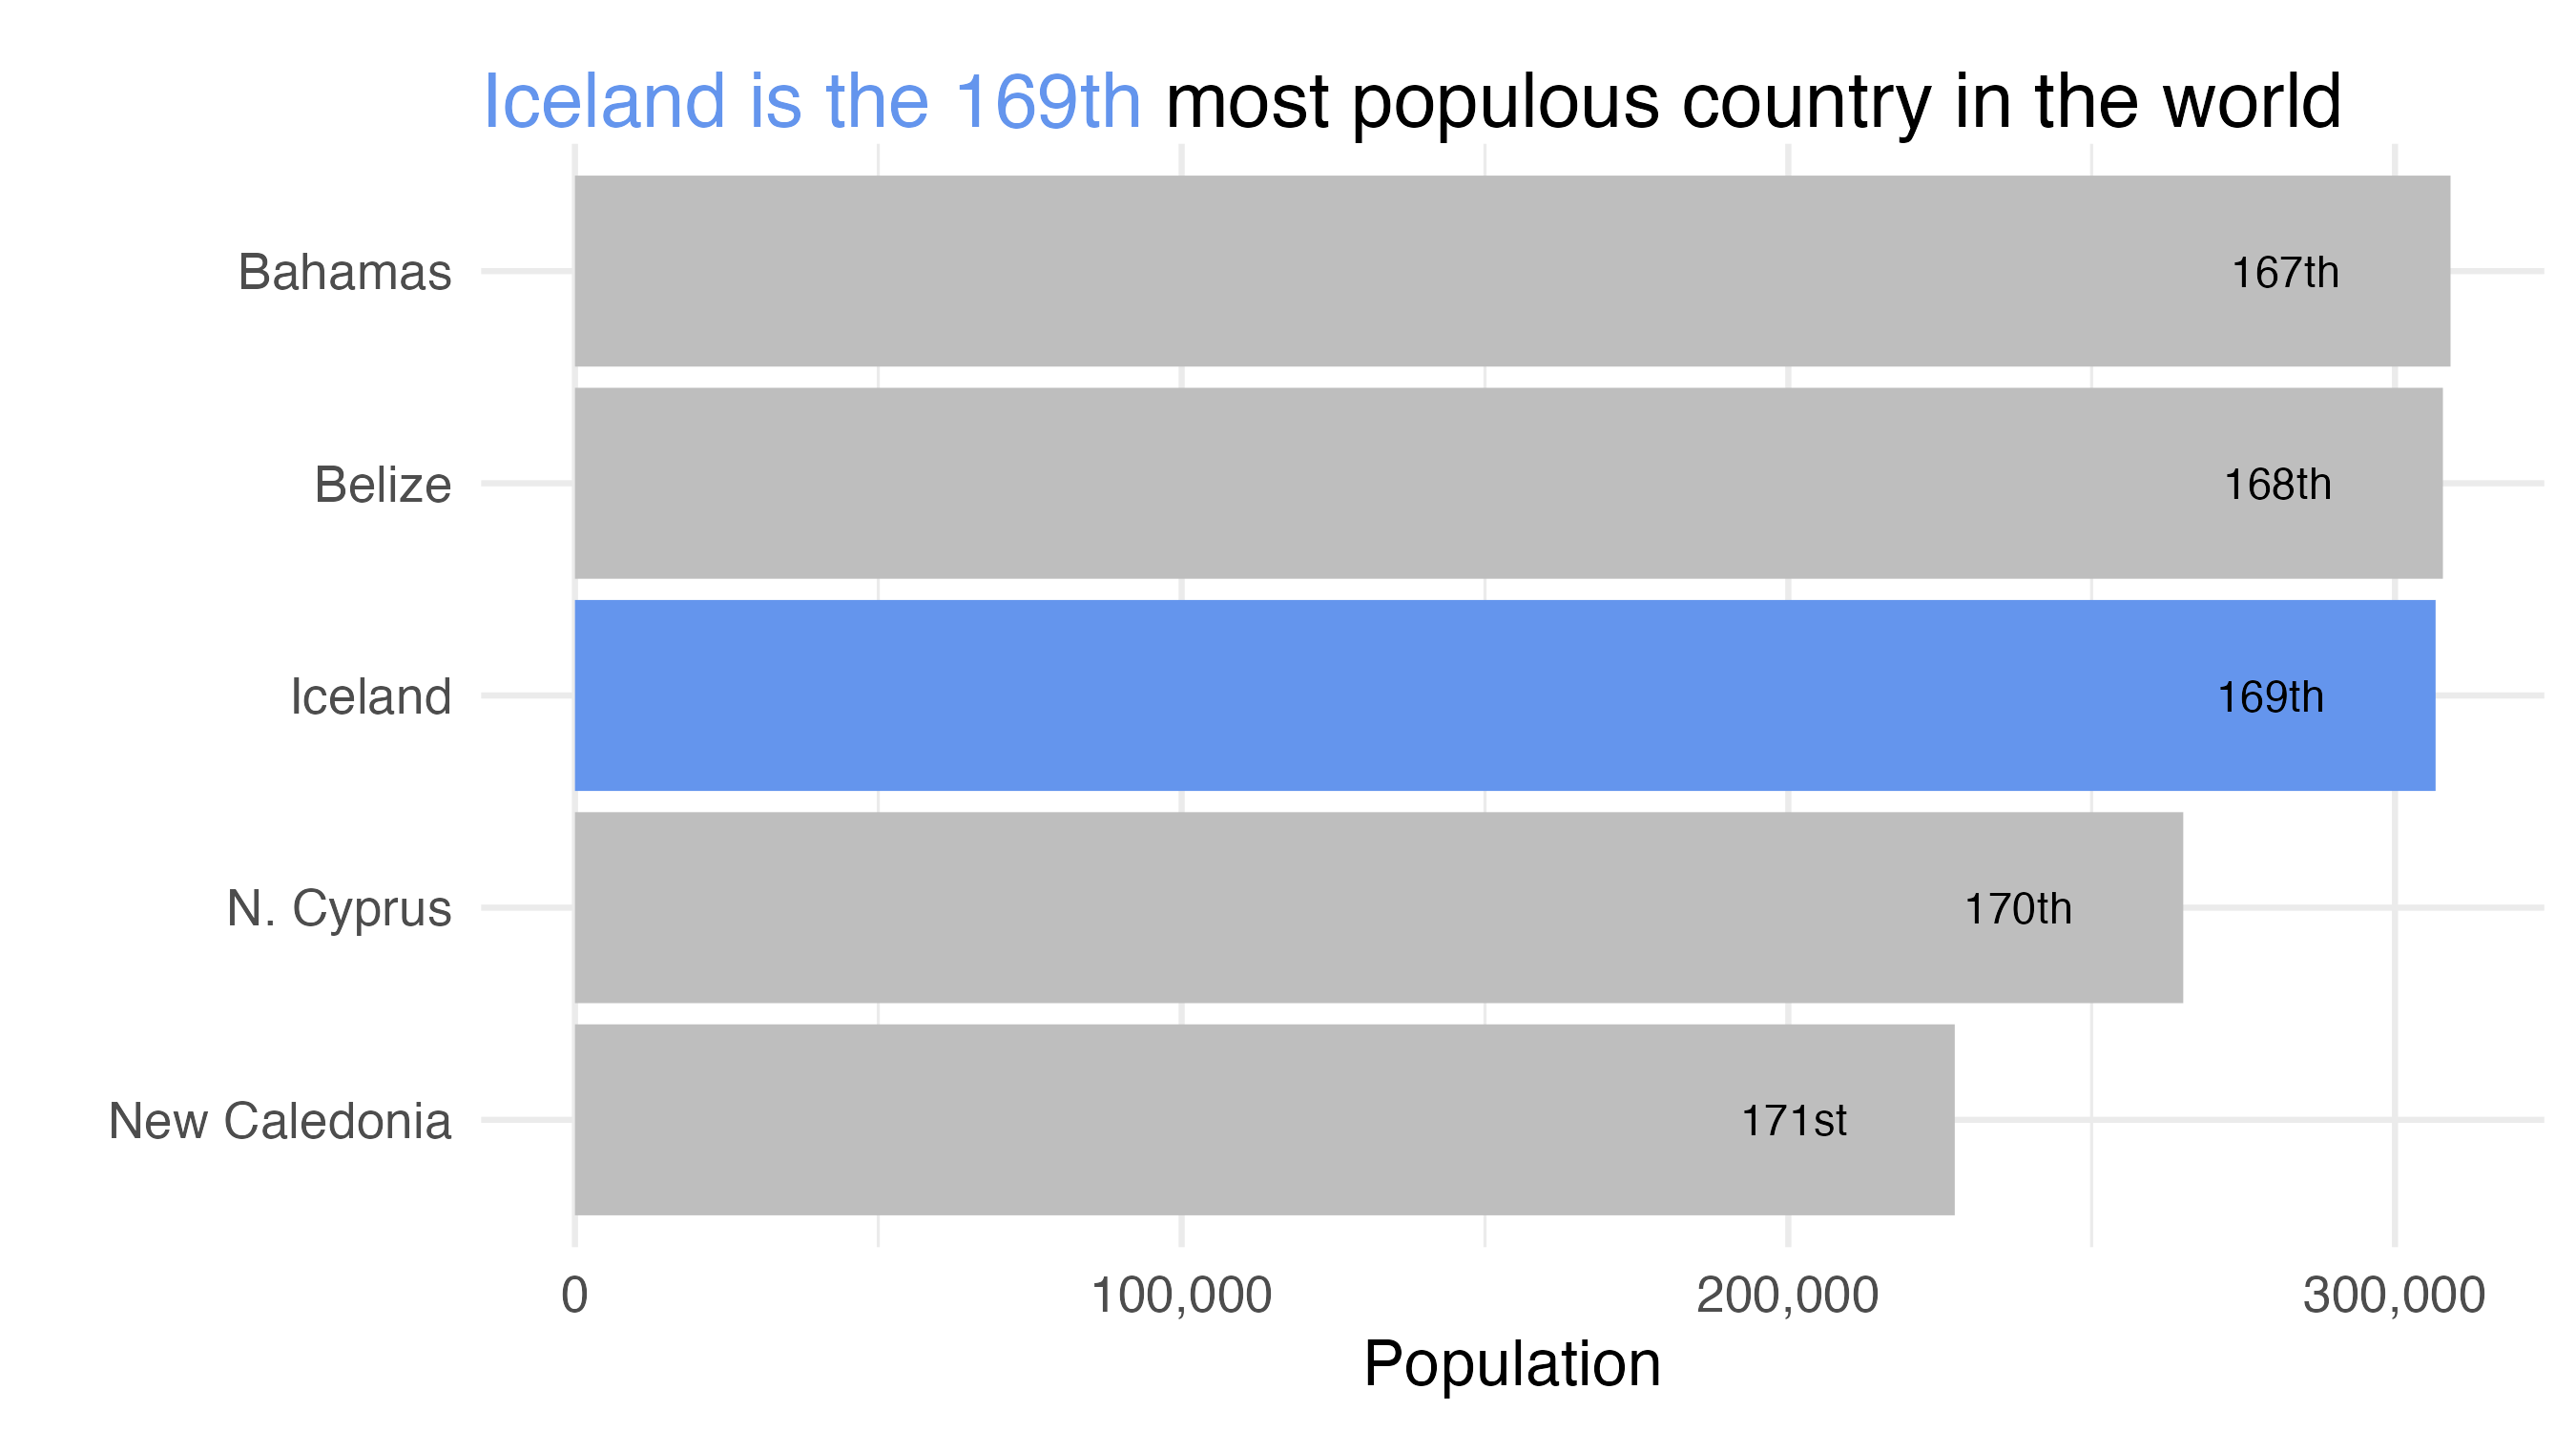 Iceland is the 169th most populous country in the world
Bahamas
167th
Belize
168th
Iceland
169th
N. Cyprus
170th
New Caledonia
171st
0
100,000
200,000
300,000
Population